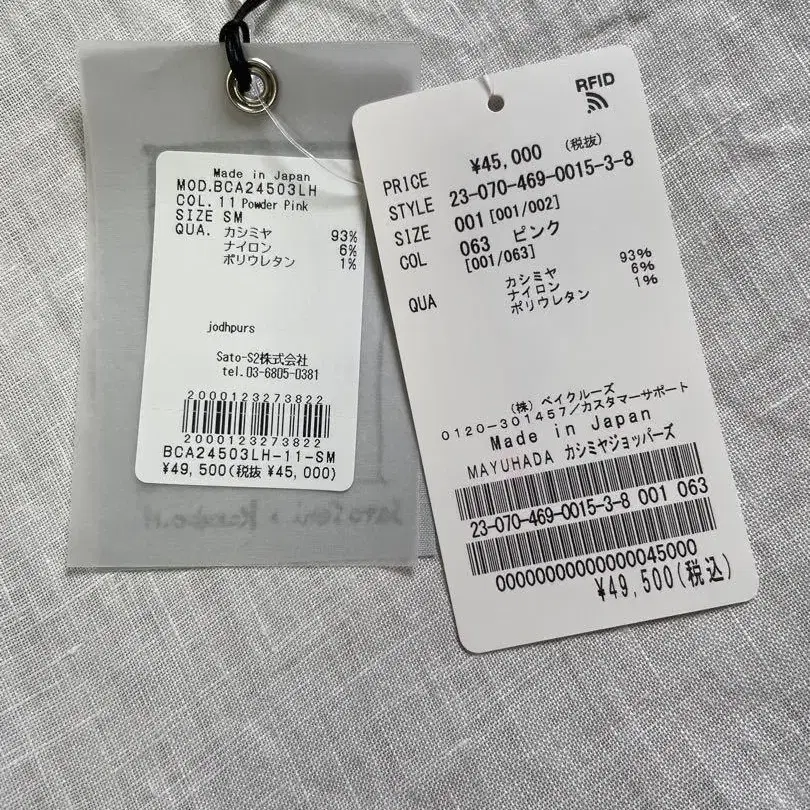 Made in Japan
MOD.BCA24503LH
COL. 11 Powder Pink
SIZE SM
QUA. カシミヤ 93%
ナイロン 6%
ポリウレタン 1%
jodhpurs
Sato-S2株式会社
tel.03-6805-0381
2000123273822
2000123273822
BCA24503LH-11-SM
¥49,500(税抜 ¥45,000)
RFID
PRICE ¥45,000 (税抜)
STYLE 23-070-469-0015-3-8
SIZE 001 [001/002]
COL 063 ピンク
[001/063]
QUA カシミヤ 93%
ナイロン 6%
ポリウレタン 1%
(株) ベイクルーズ
0120-301457/カスタマーサポート
Made in Japan
MAYUHADA カシミヤジョッパーズ
23-070-469-0015-3-8 001 063
00000000000000045000
¥49,500(税込)